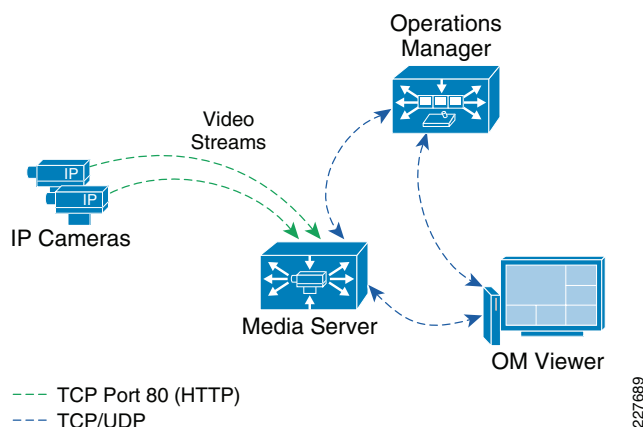 Operations
Manager
Video
Streams
IP
IP
IP Cameras
Media Server
OM Viewer
TCP Port 80 (HTTP)
TCP/UDP
227689